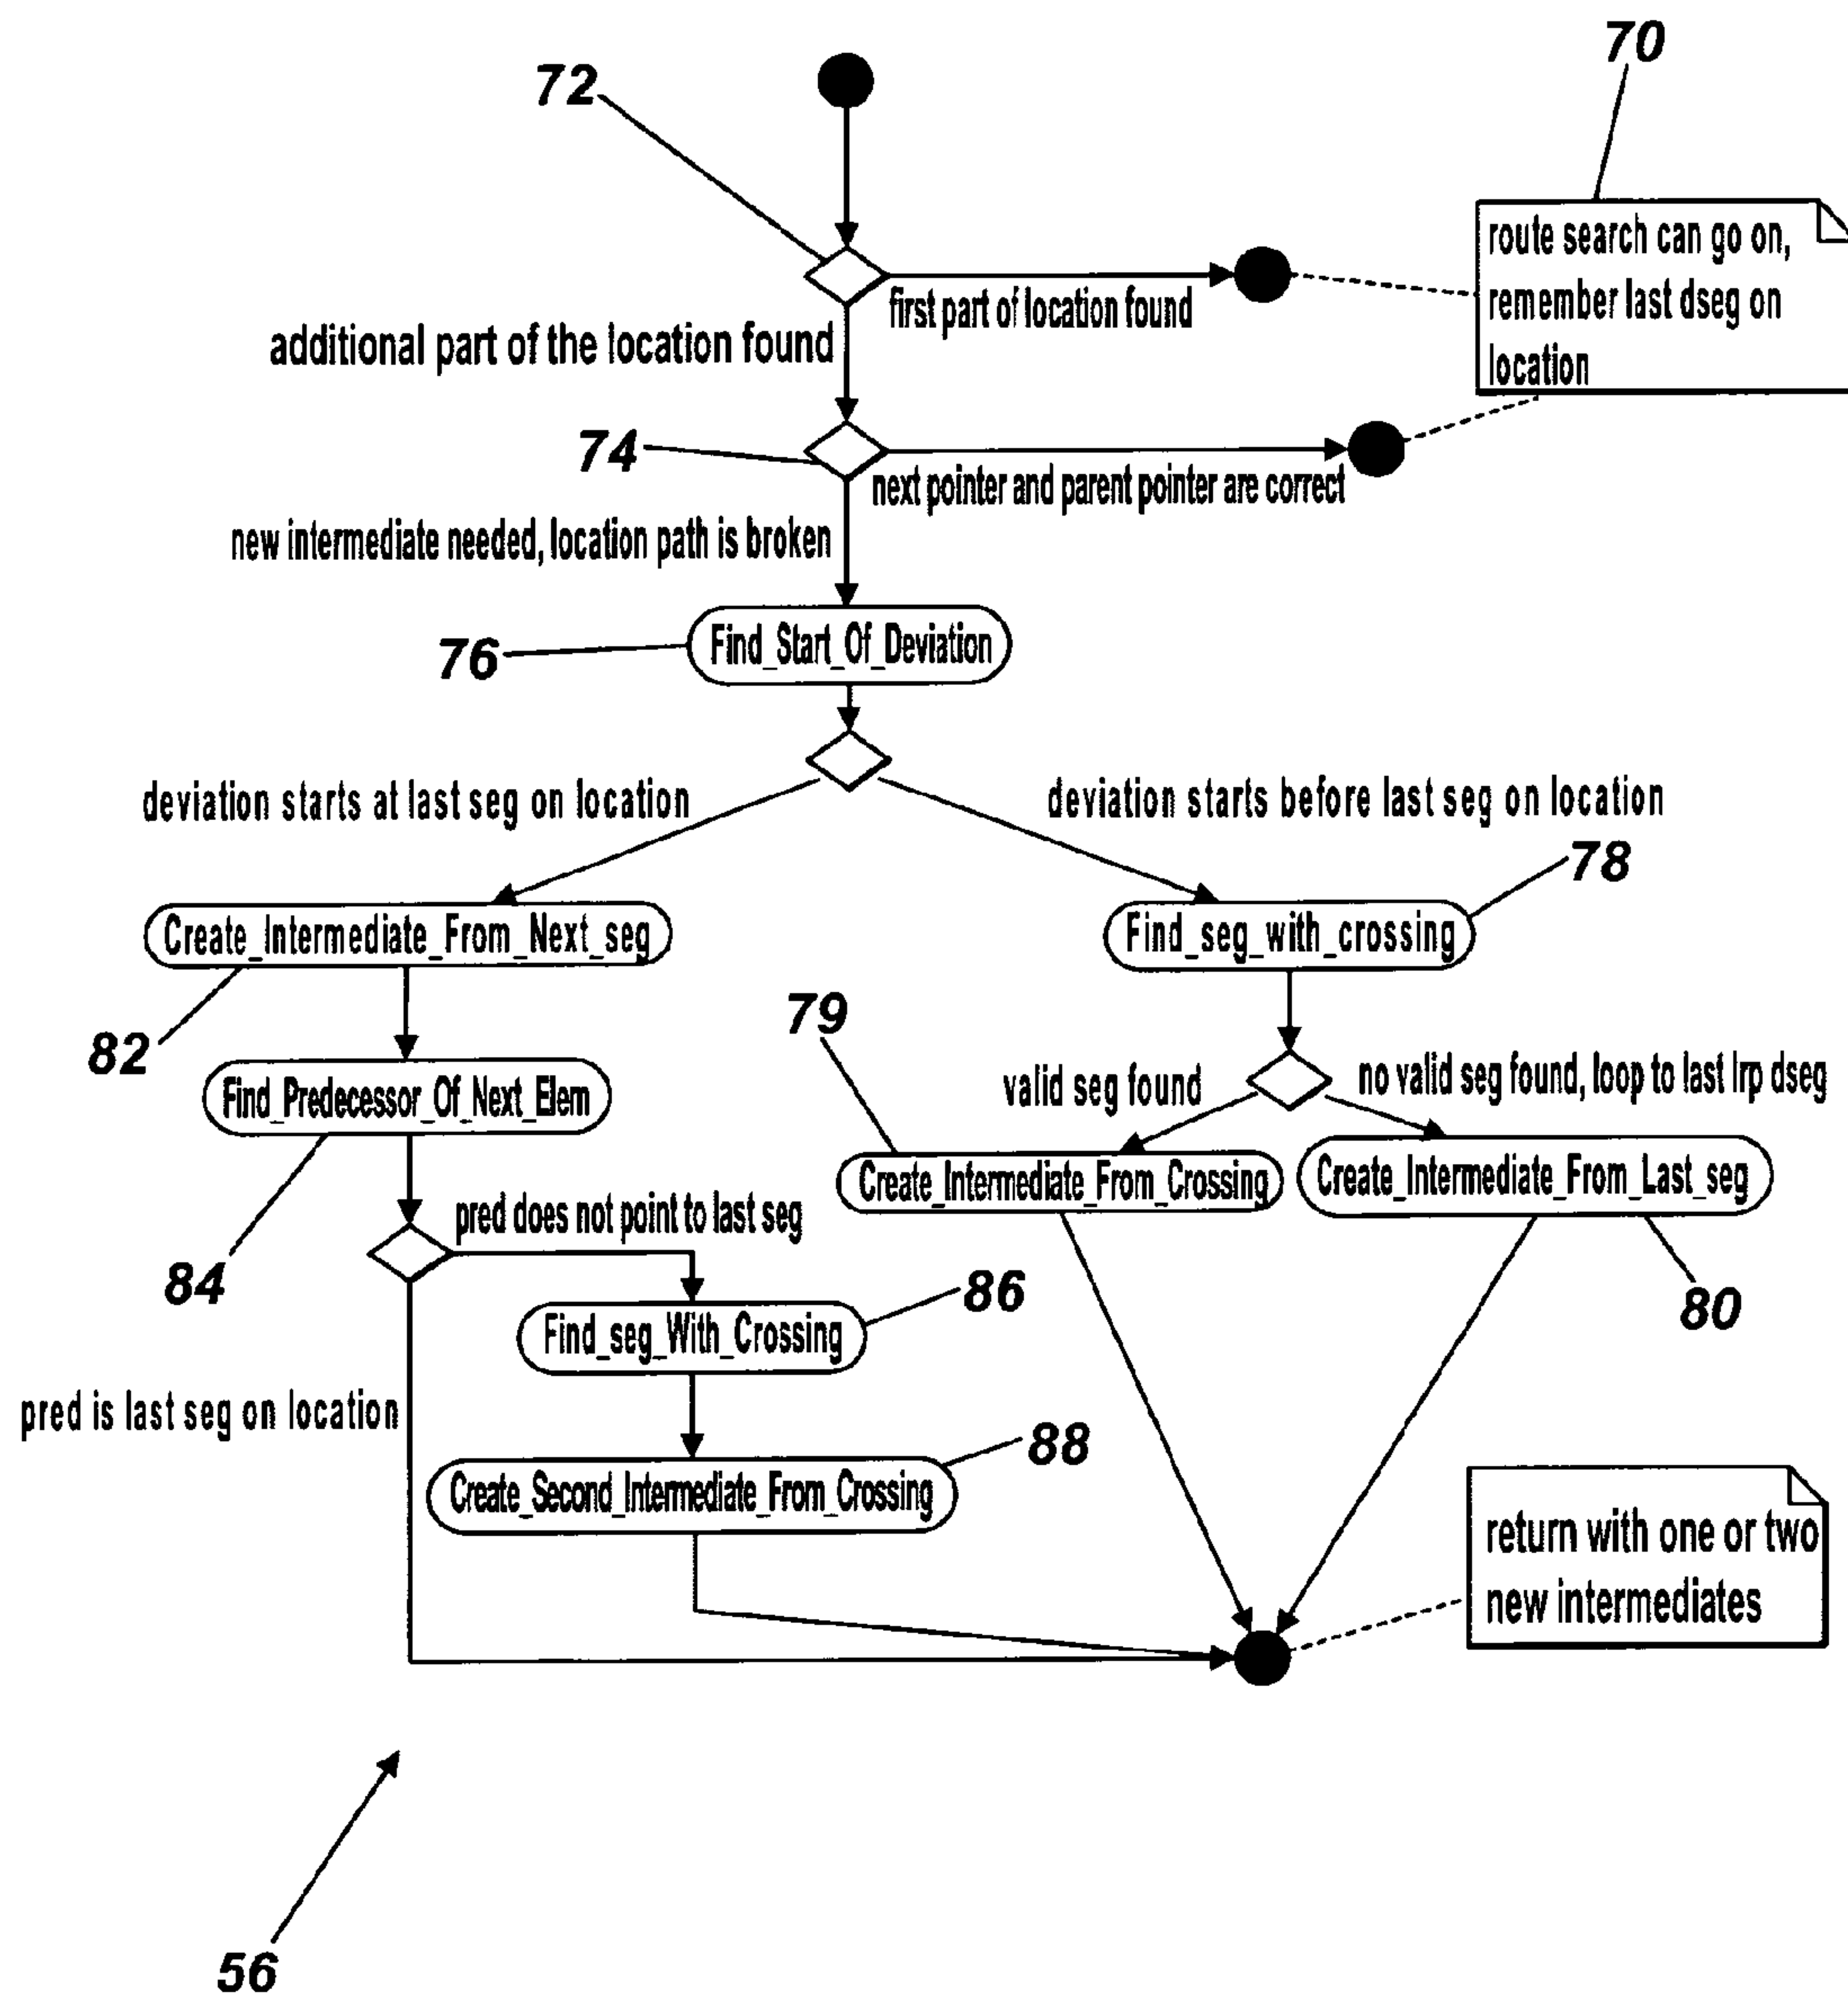 70
72
route search can go on,
remember last dseg on
location
first part of location found
additional part of the location found
74
next pointer and parent pointer are correct
new intermediate needed, location path is broken
Find_Start_Of_Deviation
76
deviation starts at last seg on location
deviation starts before last seg on location
78
Create_Intermediate_From_Next_seg
Find_seg_with_crossing
79
82
valid seg found
no valid seg found, loop to last lrp dseg
Find_Predecessor_Of_Next_Elem
Create_Intermediate_From_Crossing
Create_Intermediate_From_Last_seg
pred does not point to last seg
84
86
80
Find_seg_With_Crossing
pred is last seg on location
88
Create_Second_Intermediate_From_Crossing
return with one or two
new intermediates
56